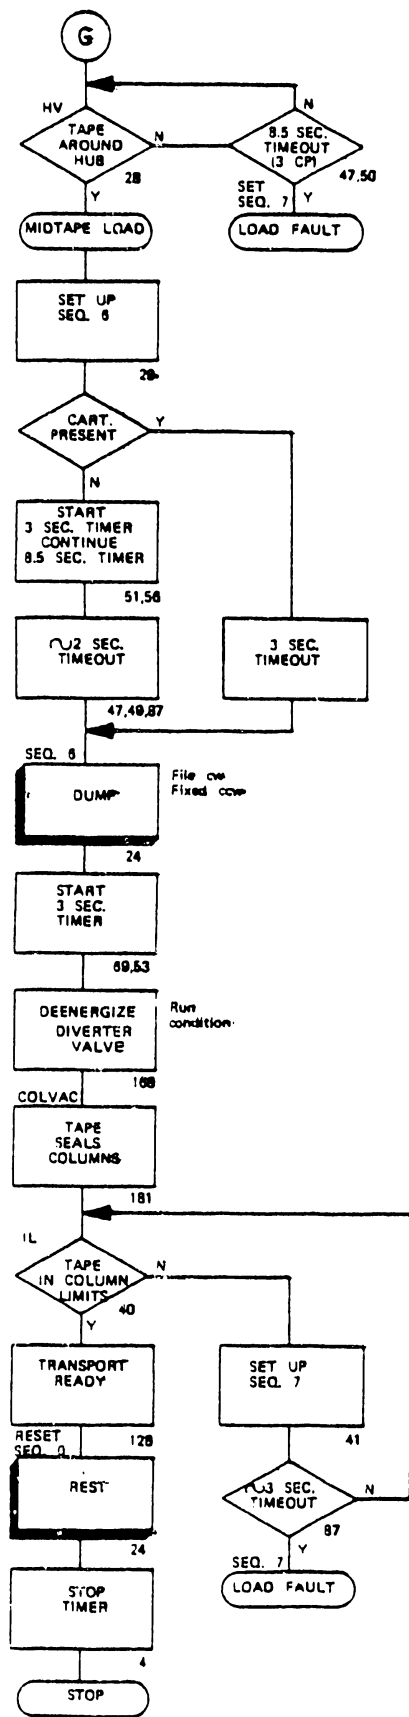 G
HV
TAPE
AROUND
HUB
N
28
Y
N
8.5 SEC.
TIMEOUT
(3 CP)
47,50
SET
SEQ. 7
Y
MIDTAPE LOAD
LOAD FAULT
SET UP
SEQ. 6
CART.
PRESENT
Y
N
START
3 SEC. TIMER
CONTINUE
8.5 SEC. TIMER
51,56
~2 SEC.
TIMEOUT
3 SEC.
TIMEOUT
47,49,87
SEQ. 6
DUMP
File cw
Fixed ccw
24
START
3 SEC.
TIMER
69,53
DEENERGIZE
DIVERTER
VALVE
Run
condition
168
COLVAC
TAPE
SEALS
COLUMNS
181
IL
TAPE
IN COLUMN
LIMITS
N
40
Y
TRANSPORT
READY
SET UP
SEQ. 7
128
41
RESET
SEQ. 0
REST
~3 SEC.
TIMEOUT
N
87
24
Y
SEQ. 7
LOAD FAULT
STOP
TIMER
4
STOP